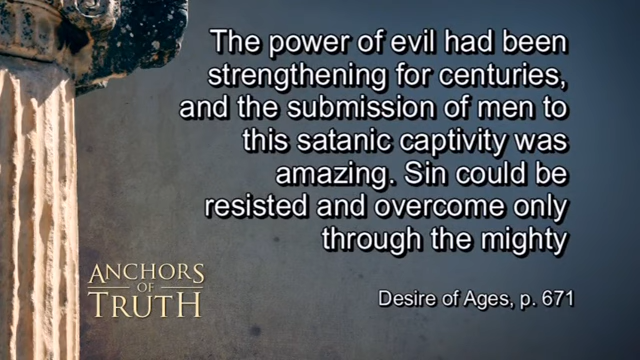 The power of evil had been
strengthening for centuries,
and the submission of men to
this satanic captivity was
amazing. Sin could be
resisted and overcome only
through the mighty
Desire of Ages, p. 671
ANCHORS
OF
TRUTH